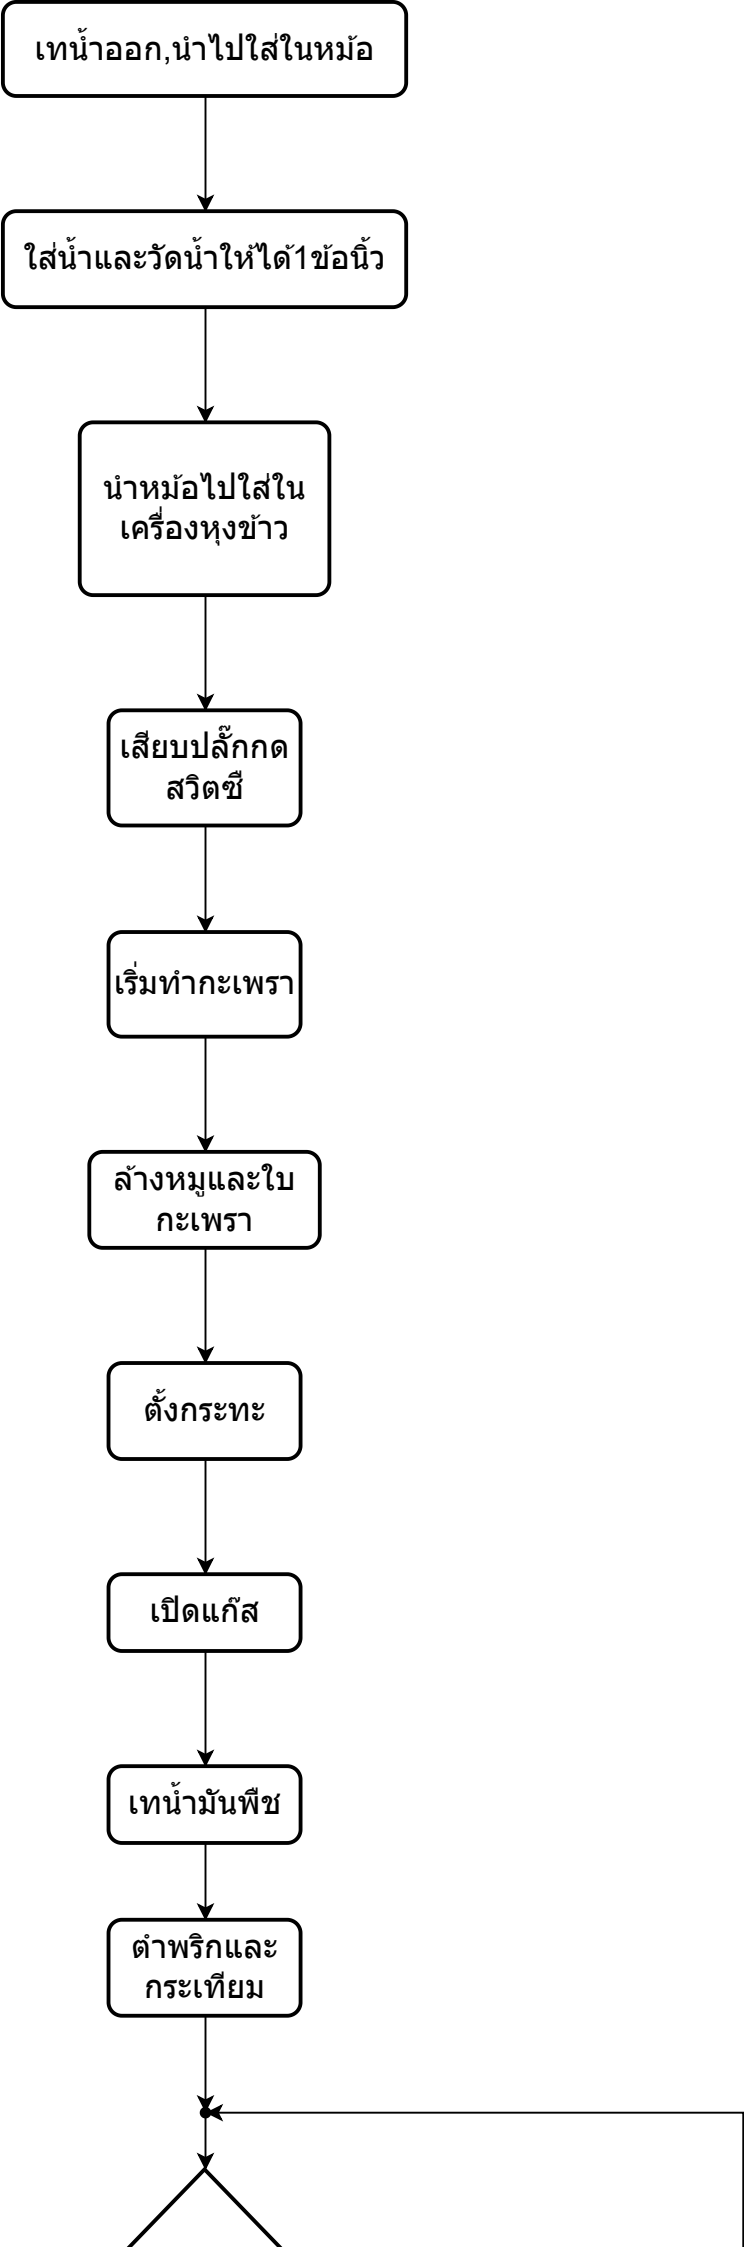 เทน้ำออก,นำไปใส่ในหม้อ
ใส่น้ำและวัดน้ำให้ได้1ข้อนิ้ว
นำหม้อไปใส่ใน
เครื่องหุงข้าว
เสียบปลั๊กกด
สวิตซื
เริ่มทำกะเพรา
ล้างหมูและใบ
กะเพรา
ตั้งกระทะ
เปิดแก๊ส
เทน้ำมันพืช
ตำพริกและ
กระเทียม